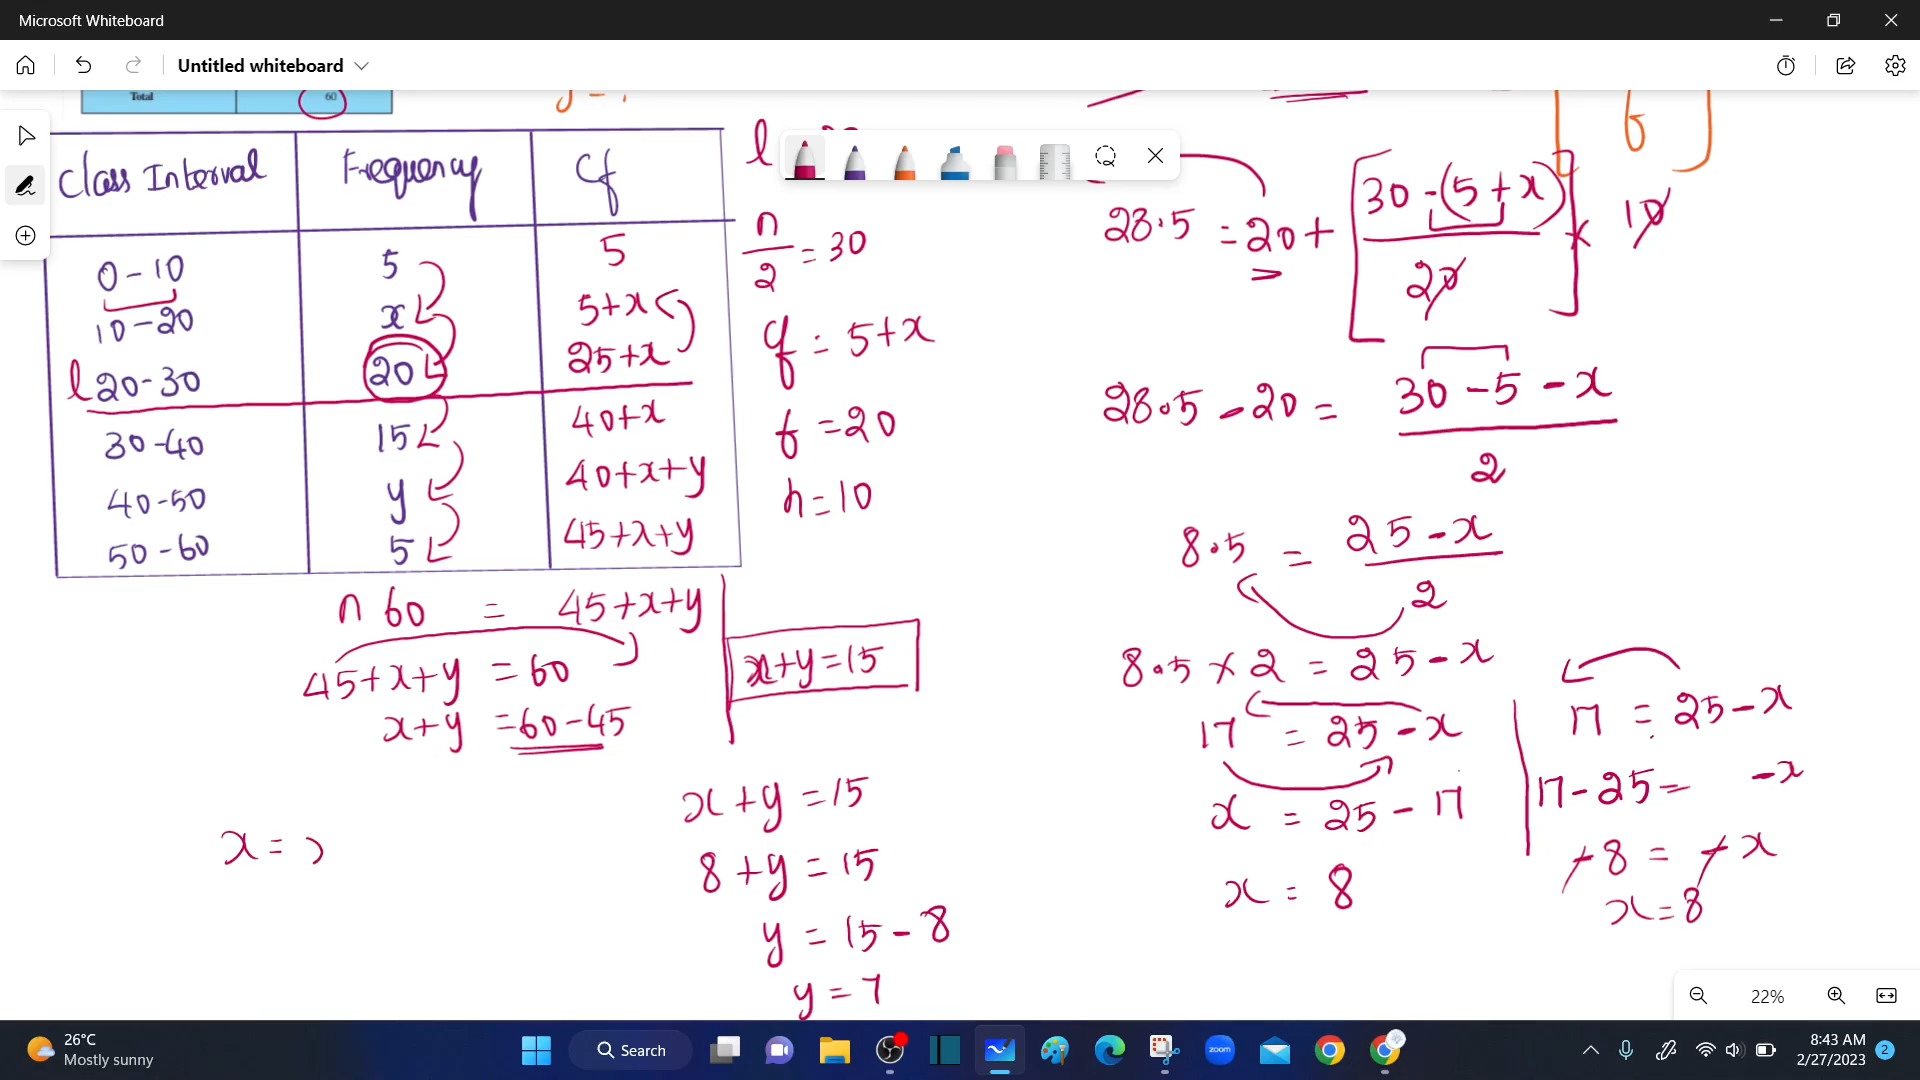 Microsoft Whiteboard
Untitled whiteboard
Total 60
Class Interval Frequency Cf
0-10 5 5
10-20 x 5+x
l 20-30 20 25+x
30-40 15 40+x
40-50 y 40+x+y
50-60 5 45+x+y
n 60 = 45+x+y
45+x+y = 60
x+y = 60-45
x+y=15
x =
x+y=15
8+y=15
y = 15-8
y = 7
l
n/2 = 30
cf = 5+x
f = 20
h = 10
f
28.5 = 20 + [30-(5+x)/20] × 10
28.5 - 20 = 30-5-x/2
8.5 = 25-x/2
8.5 × 2 = 25-x
17 = 25-x
x = 25-17
x = 8
17 = 25-x
17-25 = -x
-8 = -x
x = 8
22%
26°C
Mostly sunny
Search
zoom
8:43 AM
2/27/2023
2